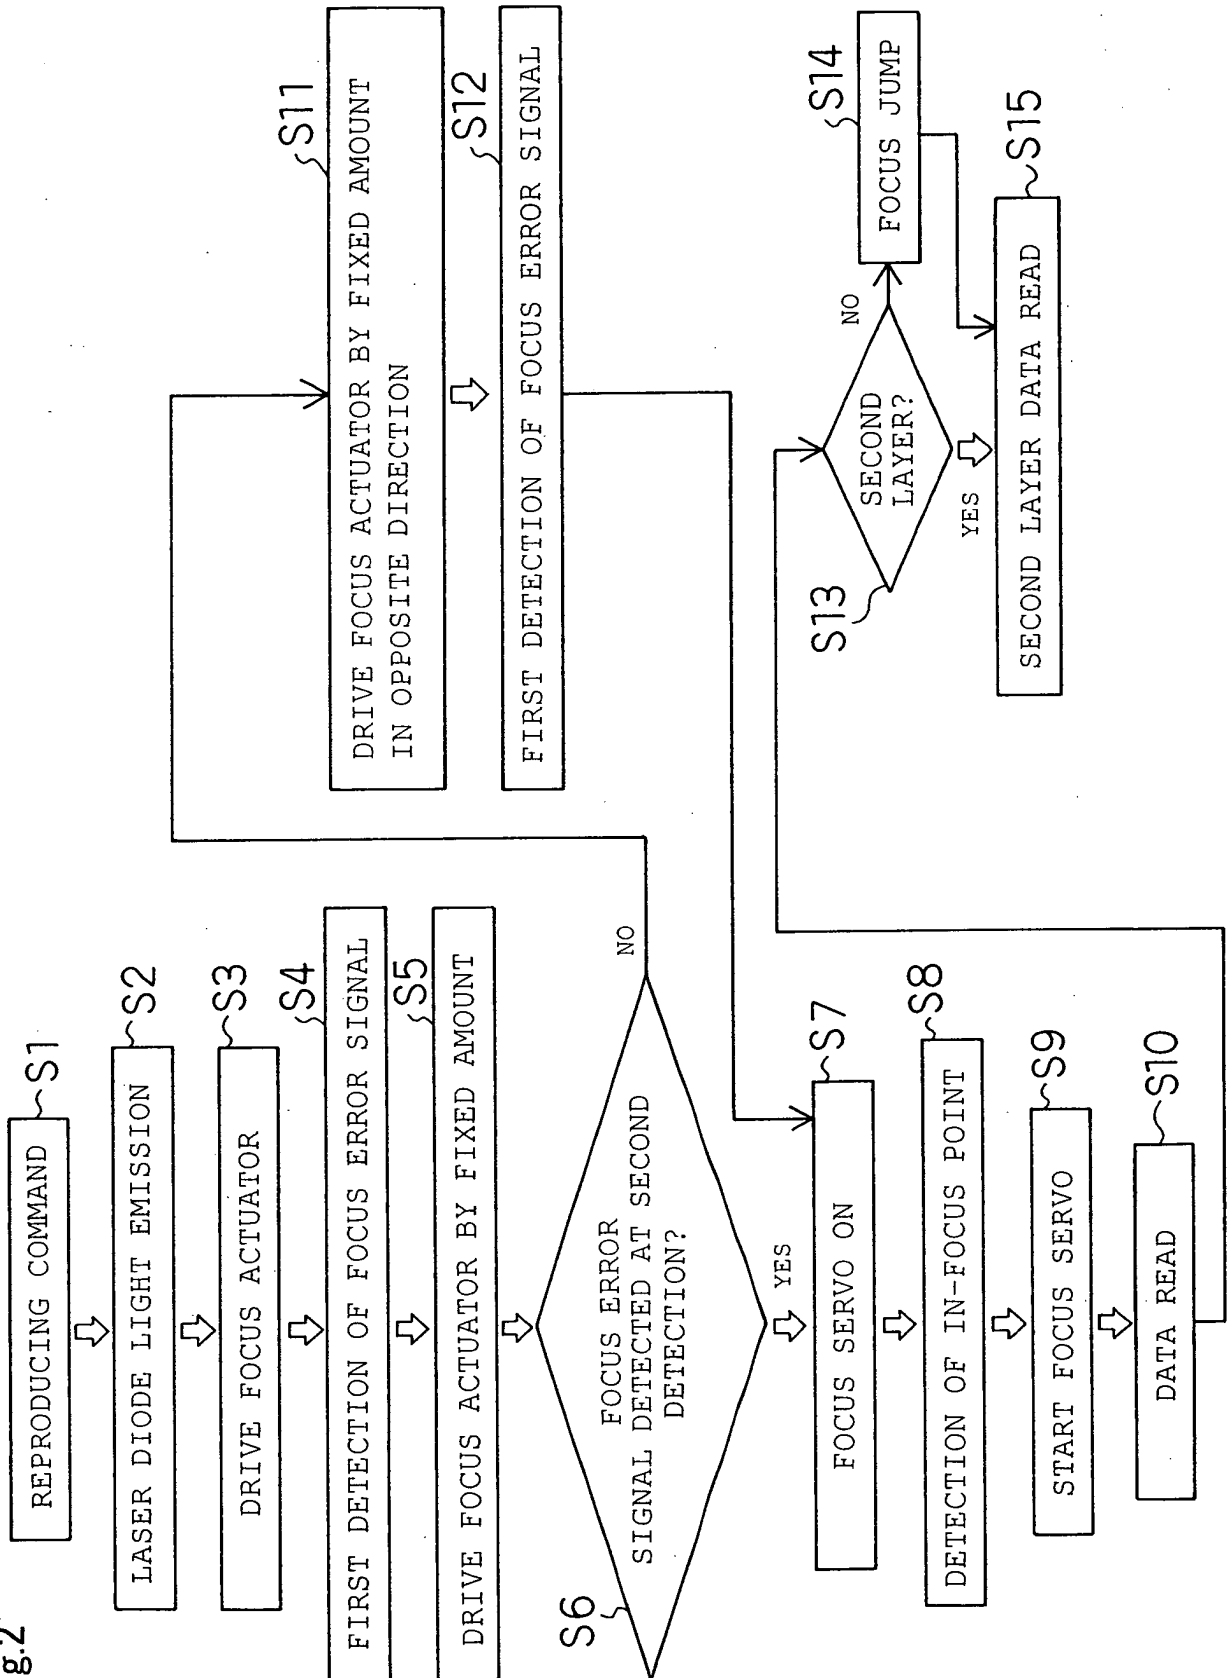 g.2
REPRODUCING COMMAND
S1
LASER DIODE LIGHT EMISSION
S2
DRIVE FOCUS ACTUATOR
S3
FIRST DETECTION OF FOCUS ERROR SIGNAL
S4
DRIVE FOCUS ACTUATOR BY FIXED AMOUNT
S5
S6
FOCUS ERROR
SIGNAL DETECTED AT SECOND
DETECTION?
NO
YES
FOCUS SERVO ON
S7
DETECTION OF IN-FOCUS POINT
S8
START FOCUS SERVO
S9
DATA READ
S10
DRIVE FOCUS ACTUATOR BY FIXED AMOUNT
IN OPPOSITE DIRECTION
S11
FIRST DETECTION OF FOCUS ERROR SIGNAL
S12
S13
SECOND
LAYER?
NO
YES
FOCUS JUMP
S14
SECOND LAYER DATA READ
S15